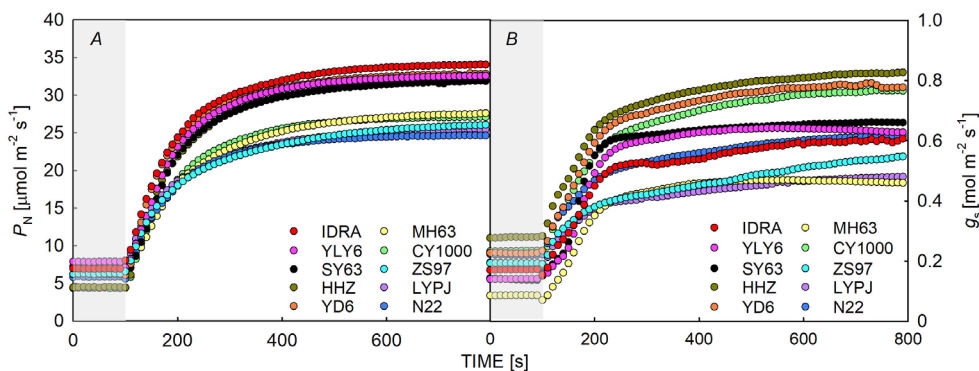 A
B
P_N [μmol m⁻² s⁻¹]
40
35
30
25
20
15
10
5
0
IDRA
YLY6
SY63
HHZ
YD6
MH63
CY1000
ZS97
LYPJ
N22
IDRA
YLY6
SY63
HHZ
YD6
MH63
CY1000
ZS97
LYPJ
N22
1.0
0.8
0.6
0.4
0.2
0.0
g_s [mol m⁻² s⁻¹]
0 200 400 600 0 200 400 600 800
TIME [s]